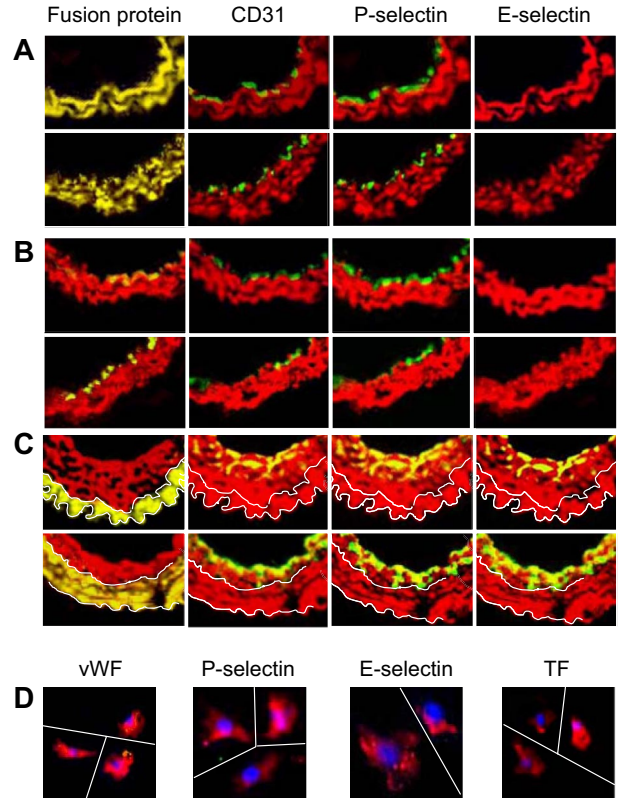 Fusion protein CD31 P-selectin E-selectin
A
B
C
vWF P-selectin E-selectin TF
D